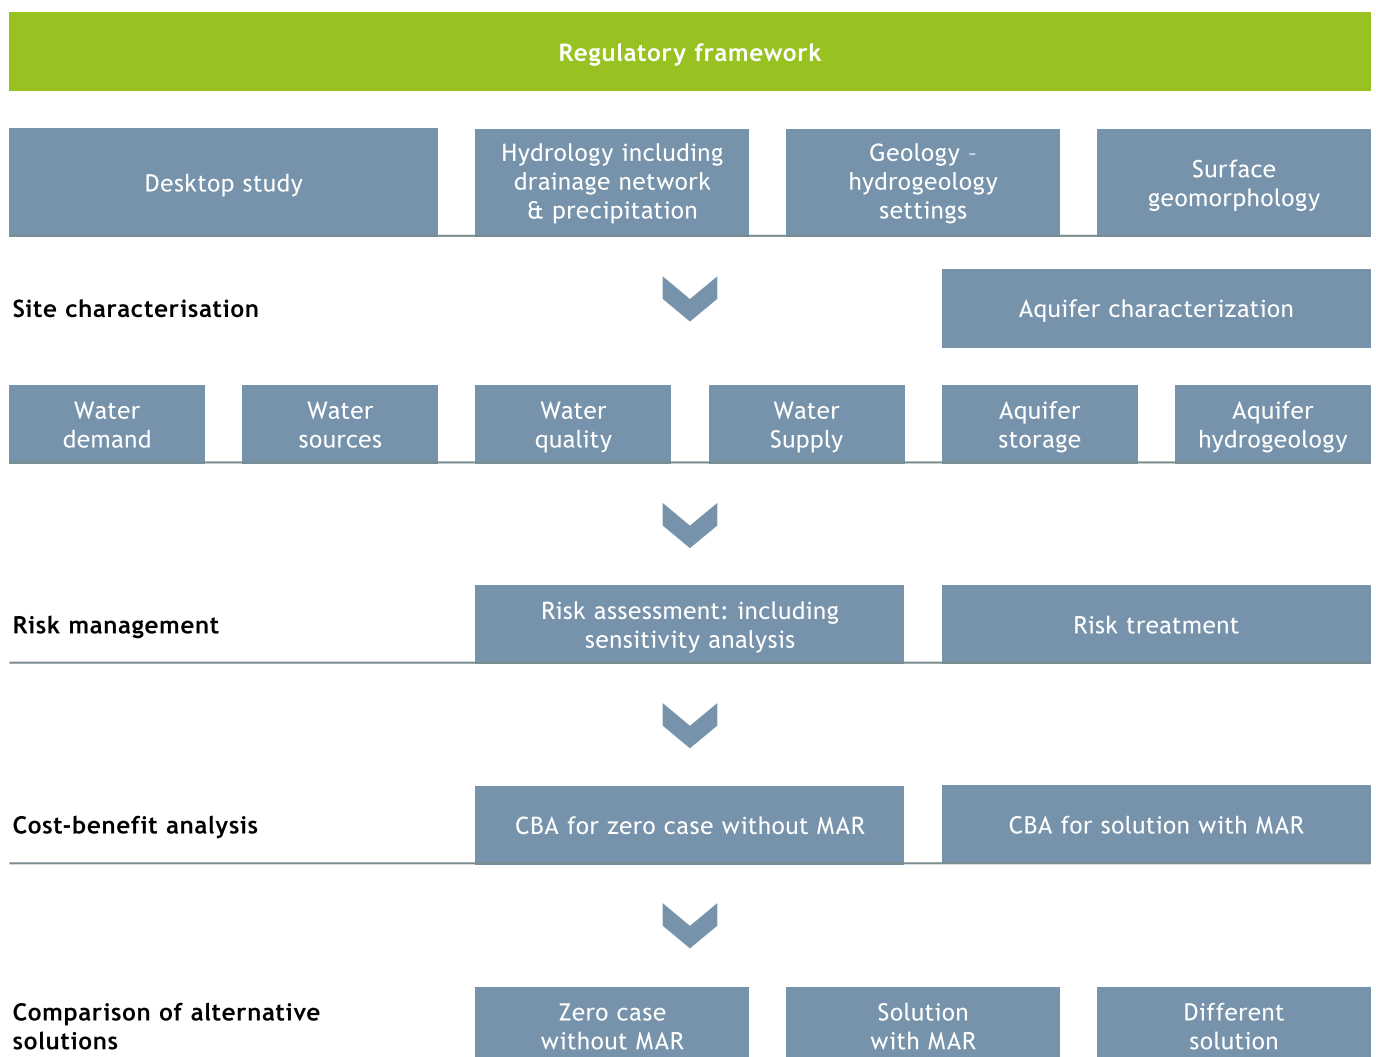 Regulatory framework
Desktop study
Hydrology including
drainage network
& precipitation
Geology –
hydrogeology
settings
Surface
geomorphology
Site characterisation
Aquifer characterization
Water
demand
Water
sources
Water
quality
Water
Supply
Aquifer
storage
Aquifer
hydrogeology
Risk management
Risk assessment: including
sensitivity analysis
Risk treatment
Cost-benefit analysis
CBA for zero case without MAR
CBA for solution with MAR
Comparison of alternative
solutions
Zero case
without MAR
Solution
with MAR
Different
solution